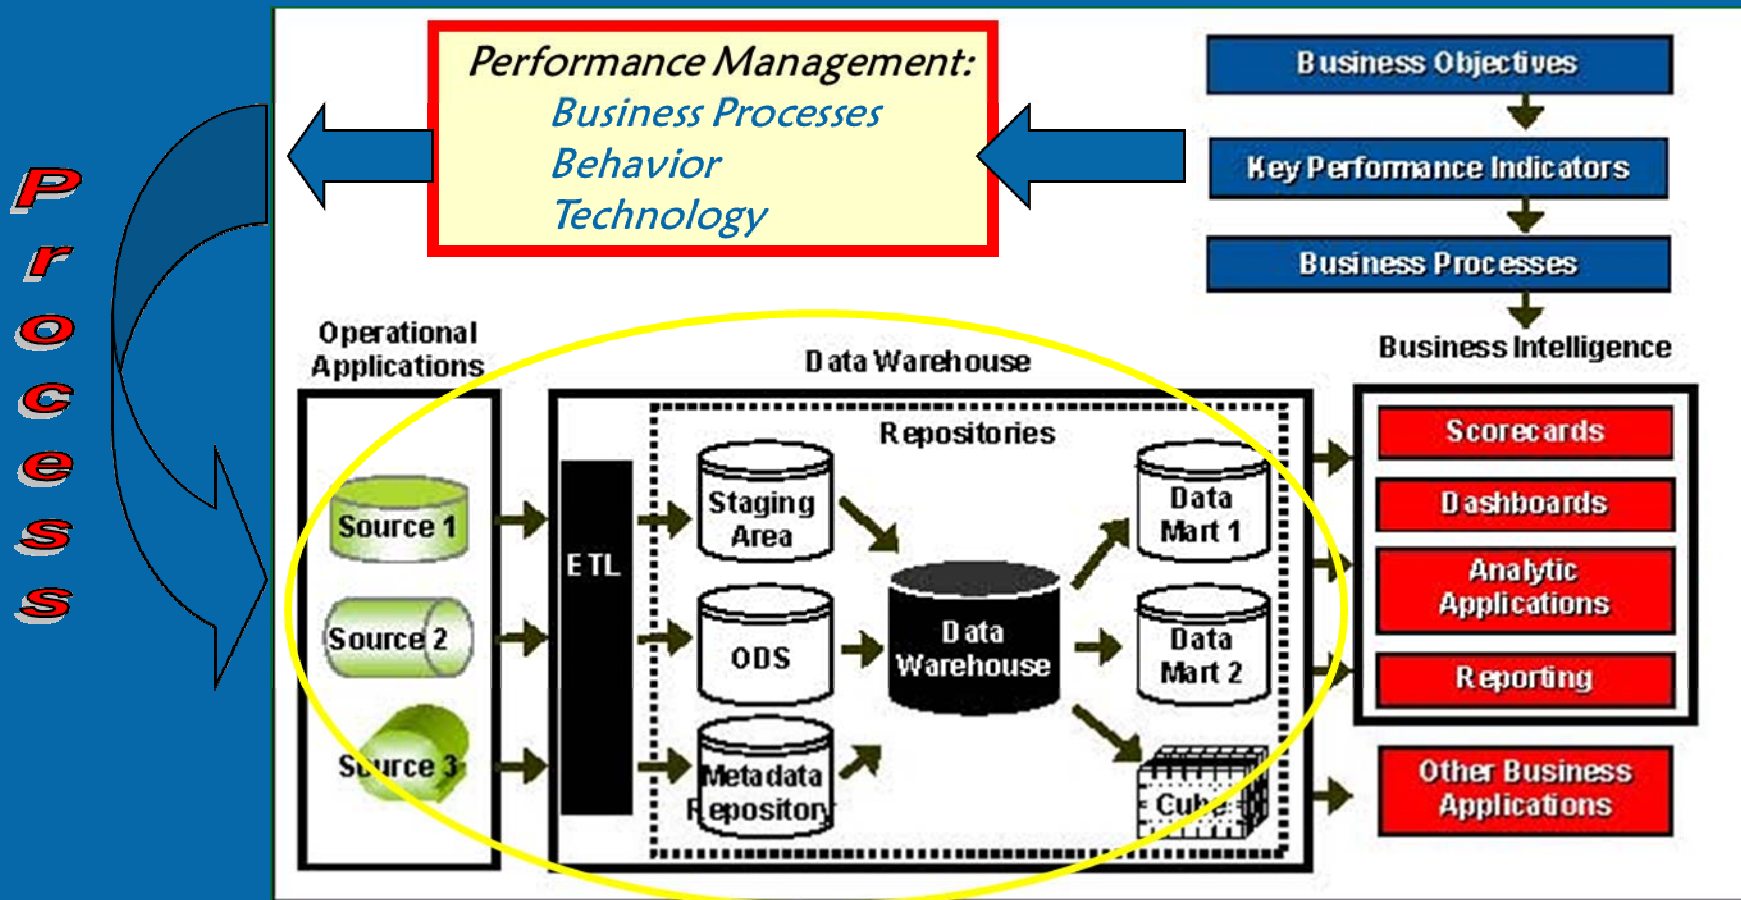 Process
Performance Management:
Business Processes
Behavior
Technology
Business Objectives
Key Performance Indicators
Business Processes
Business Intelligence
Operational
Applications
Data Warehouse
Repositories
Source 1
Source 2
Source 3
ETL
Staging
Area
ODS
Metadata
Repository
Data
Warehouse
Data
Mart 1
Data
Mart 2
Cube
Scorecards
Dashboards
Analytic
Applications
Reporting
Other Business
Applications